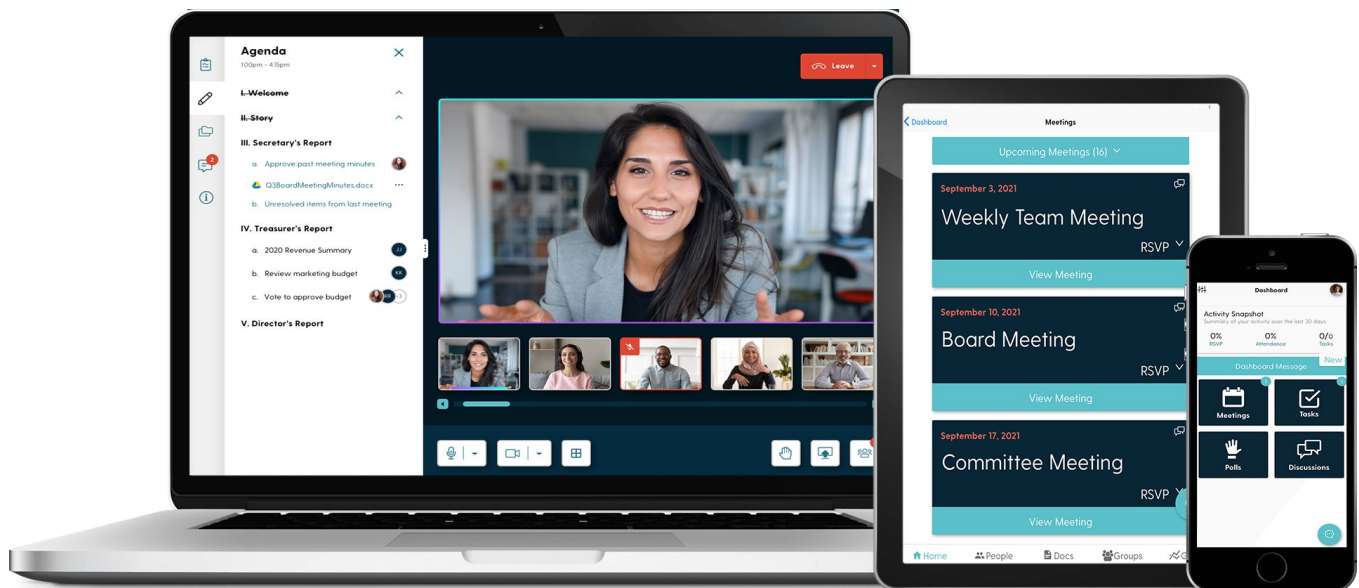 Agenda
1:00pm - 4:15pm
I. Welcome
II. Story
III. Secretary's Report
a. Approve past meeting minutes
Q3BoardMeetingMinutes.docx
b. Unresolved items from last meeting
IV. Treasurer's Report
a. 2020 Revenue Summary
JJ
b. Review marketing budget
KK
c. Vote to approve budget
RR
+3
V. Director's Report
2
Leave
Dashboard
Meetings
Upcoming Meetings (16)
September 3, 2021
Weekly Team Meeting
RSVP
View Meeting
September 10, 2021
Board Meeting
RSVP
View Meeting
September 17, 2021
Committee Meeting
RSVP
View Meeting
Home
People
Docs
Groups
G
Dashboard
Activity Snapshot
Summary of your activity over the last 30 days.
0%
RSVP
0%
Attendance
0/0
Tasks
New
Dashboard Message
Meetings
Tasks
Polls
Discussions